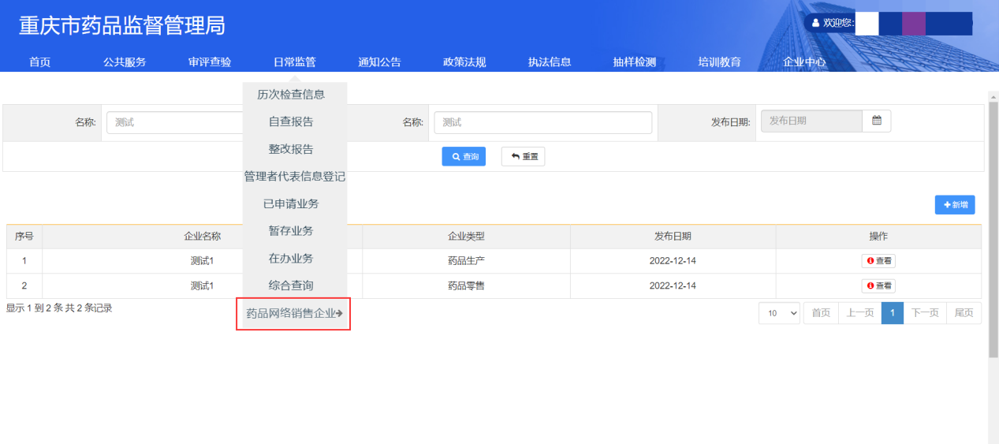 重庆市药品监督管理局
欢迎您:
首页 公共服务 审评查验 日常监管 通知公告 政策法规 执法信息 抽样检测 培训教育 企业中心
历次检查信息
自查报告
整改报告
管理者代表信息登记
已申请业务
暂存业务
在办业务
综合查询
药品网络销售企业
名称: 测试 名称: 测试 发布日期: 发布日期
查询 重置
新增
序号 企业名称 企业类型 发布日期 操作
1 测试1 药品生产 2022-12-14 查看
2 测试1 药品零售 2022-12-14 查看
显示 1 到 2 条 共 2 条记录
10 首页 上一页 1 下一页 尾页